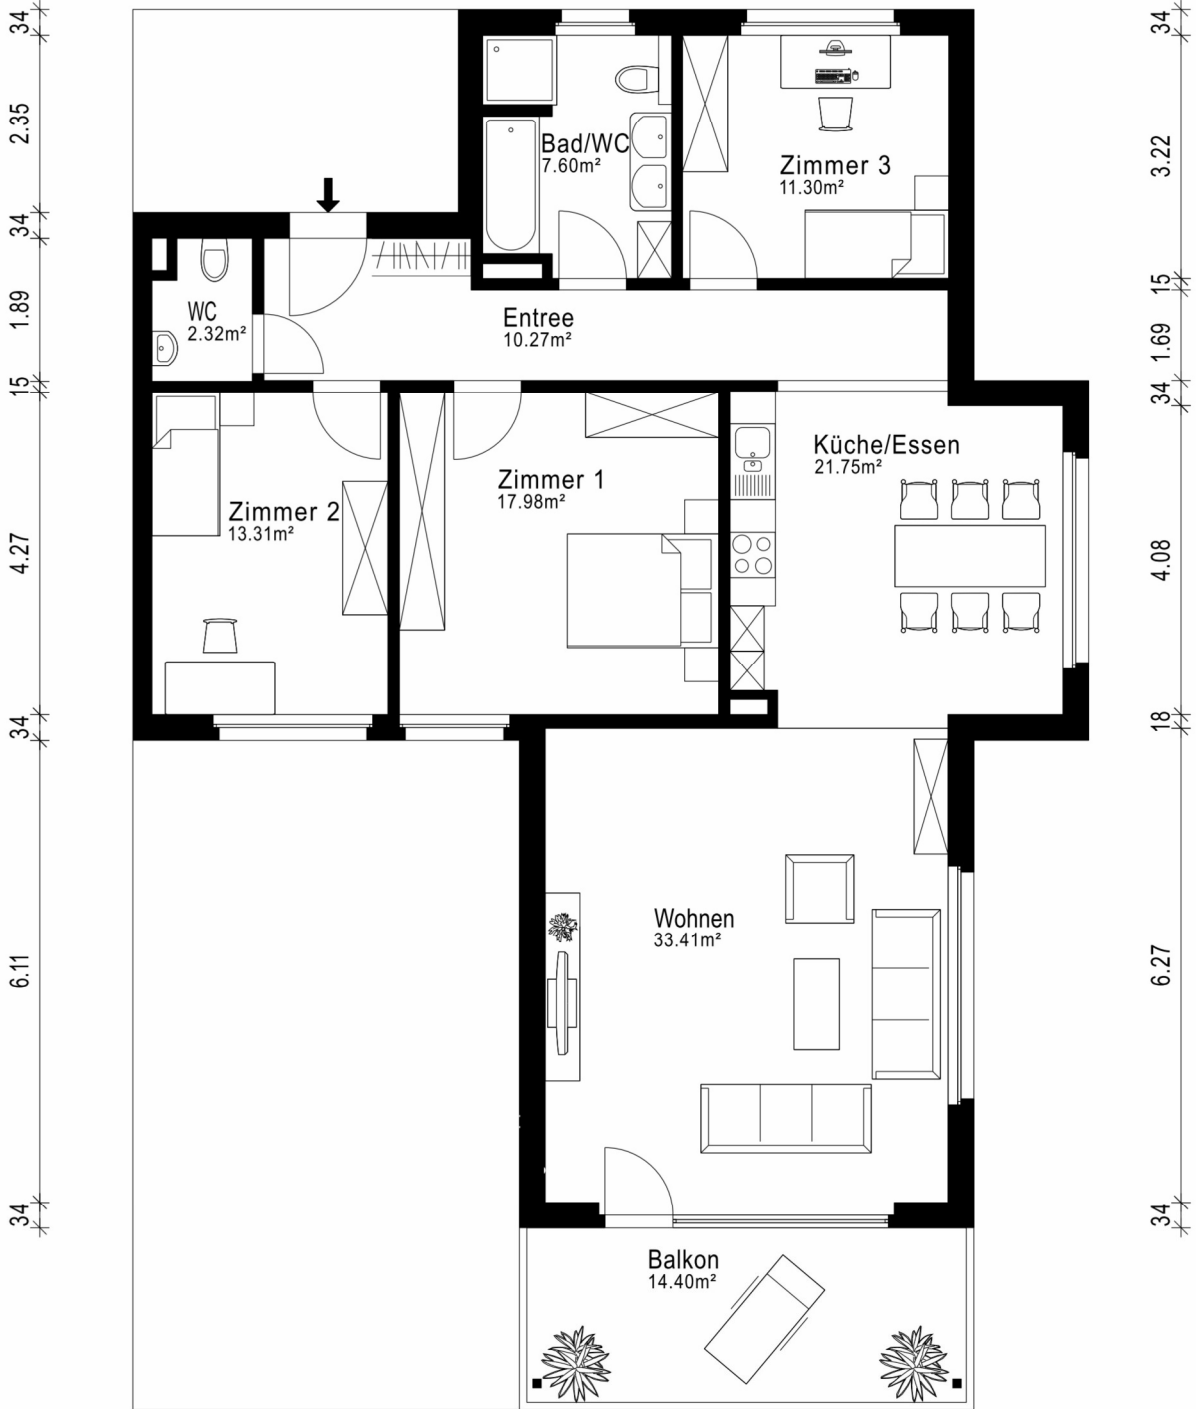 34
2.35
34
1.89
15
4.27
34
6.11
34
Bad/WC
7.60m²
Zimmer 3
11.30m²
WC
2.32m²
Entree
10.27m²
Küche/Essen
21.75m²
Zimmer 1
17.98m²
Zimmer 2
13.31m²
Wohnen
33.41m²
Balkon
14.40m²
34
3.22
15
1.69
34
4.08
18
6.27
34